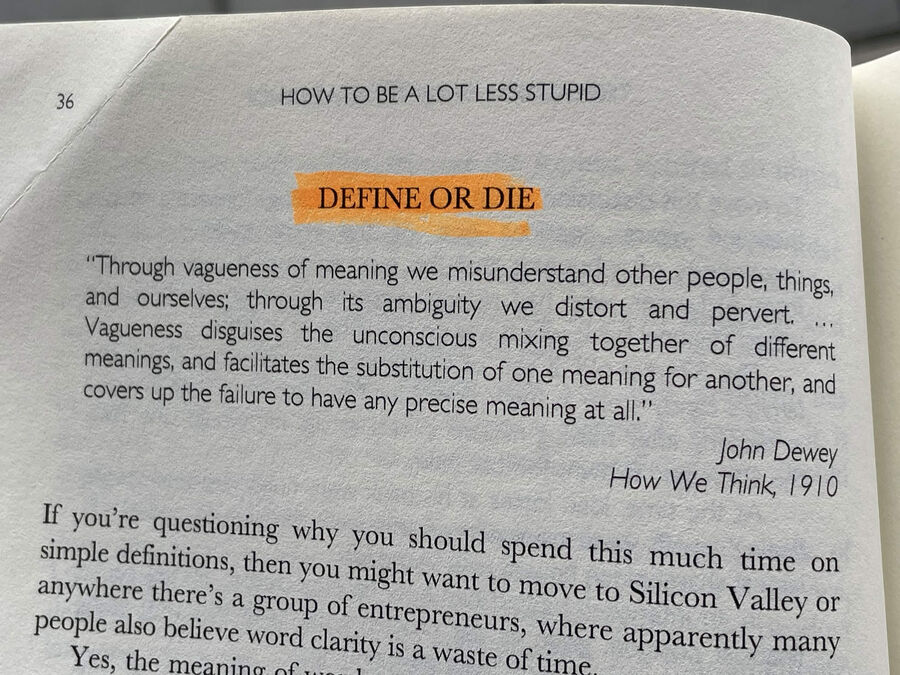 36
HOW TO BE A LOT LESS STUPID
DEFINE OR DIE
“Through vagueness of meaning we misunderstand other people, things,
and ourselves; through its ambiguity we distort and pervert. ...
Vagueness disguises the unconscious mixing together of different
meanings, and facilitates the substitution of one meaning for another, and
covers up the failure to have any precise meaning at all.”
John Dewey
How We Think, 1910
If you’re questioning why you should spend this much time on
simple definitions, then you might want to move to Silicon Valley or
anywhere there’s a group of entrepreneurs, where apparently many
people also believe word clarity is a waste of time.
Yes, the meaning of